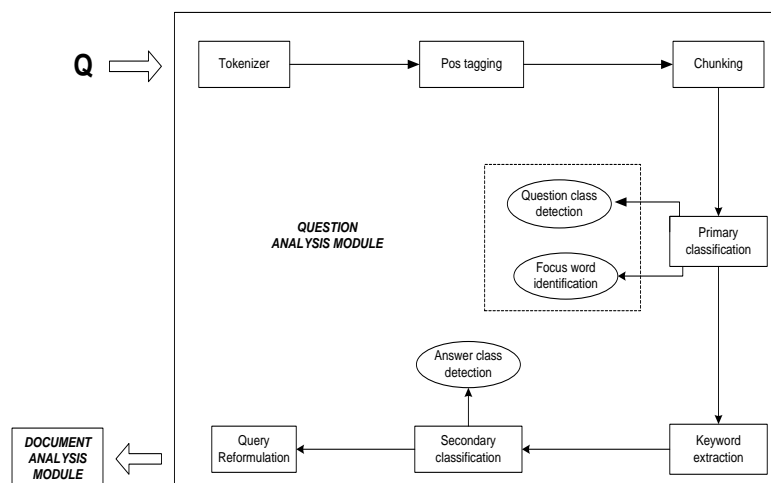 Q
Tokenizer
Pos tagging
Chunking
Question class
detection
QUESTION
ANALYSIS MODULE
Primary
classification
Focus word
identification
Answer class
detection
DOCUMENT
ANALYSIS
MODULE
Query
Reformulation
Secondary
classification
Keyword
extraction